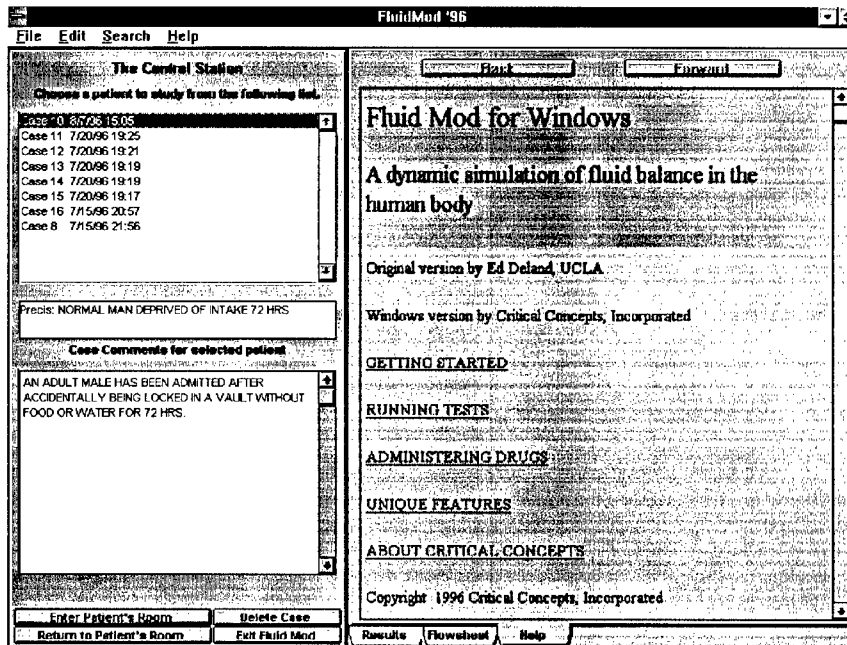 FluidMod '96
File Edit Search Help
The Central Station
Choose a patient to study from the following list.
Case 10 8/7/96 15:05
Case 11 7/20/96 19:25
Case 12 7/20/96 19:21
Case 13 7/20/96 19:19
Case 14 7/20/96 19:19
Case 15 7/20/96 19:17
Case 16 7/15/96 20:57
Case 8 7/15/96 21:56
Precis: NORMAL MAN DEPRIVED OF INTAKE 72 HRS
Case Comments for selected patient
AN ADULT MALE HAS BEEN ADMITTED AFTER
ACCIDENTALLY BEING LOCKED IN A VAULT WITHOUT
FOOD OR WATER FOR 72 HRS.
Enter Patient's Room Delete Case
Return to Patient's Room Exit Fluid Mod
Back Forward
Fluid Mod for Windows
A dynamic simulation of fluid balance in the
human body
Original version by Ed Deland, UCLA
Windows version by Critical Concepts, Incorporated
GETTING STARTED
RUNNING TESTS
ADMINISTERING DRUGS
UNIQUE FEATURES
ABOUT CRITICAL CONCEPTS
Copyright 1996 Critical Concepts, Incorporated
Results Flowsheet Help